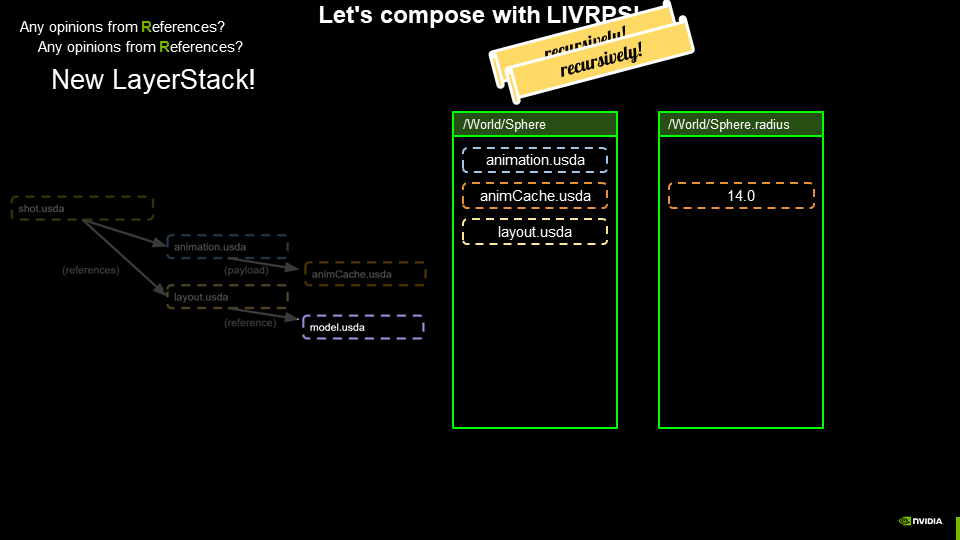 Let's compose with LIVRPS!
recursively!
recursively!
Any opinions from References?
Any opinions from References?
New LayerStack!
/World/Sphere
animation.usda
animCache.usda
layout.usda
/World/Sphere.radius
14.0
shot.usda
(references)
animation.usda
(payload)
animCache.usda
layout.usda
(reference)
model.usda
NVIDIA